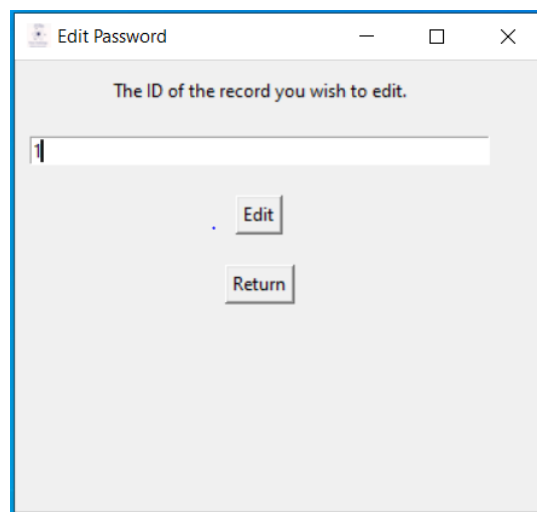 Edit Password
The ID of the record you wish to edit.
1
Edit
Return